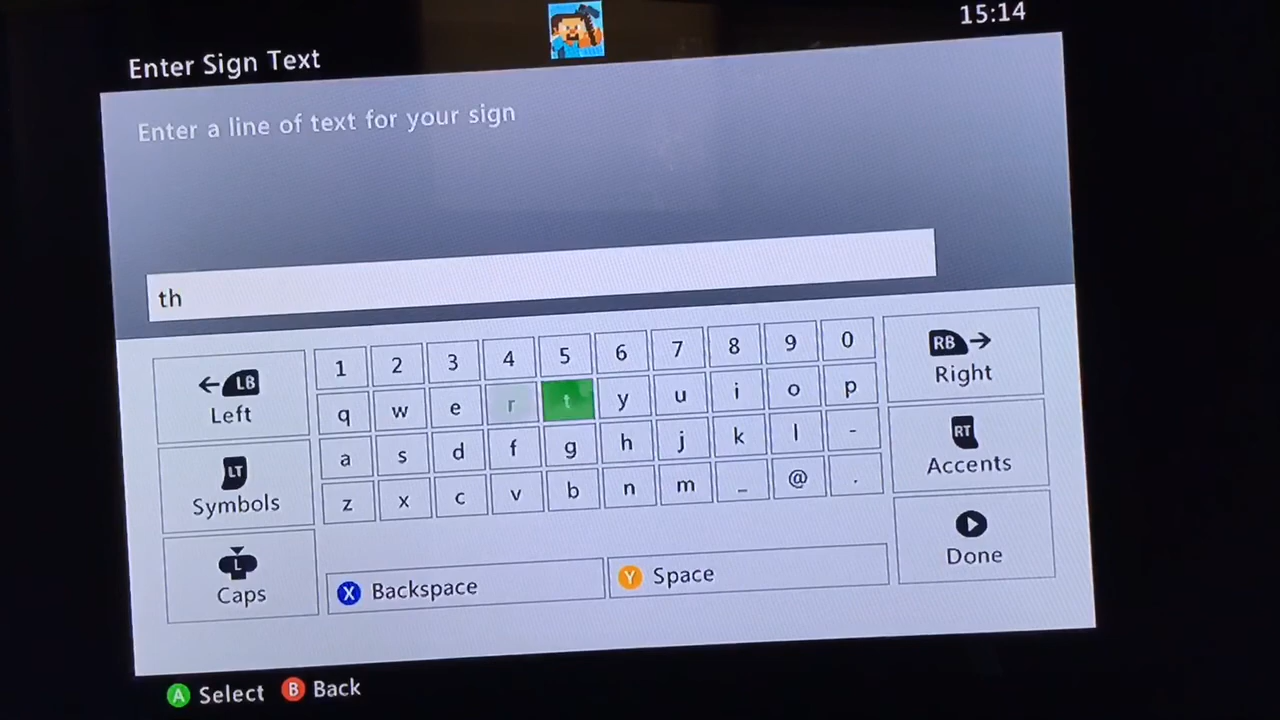 15:14
Enter Sign Text
Enter a line of text for your sign
th
LB
Left
1 2 3 4 5 6 7 8 9 0
RB
Right
q w e r t y u i o p
LT
Symbols
a s d f g h j k l -
RT
Accents
z x c v b n m _ @ .
L
Caps
X Backspace
Y Space
Done
A Select B Back